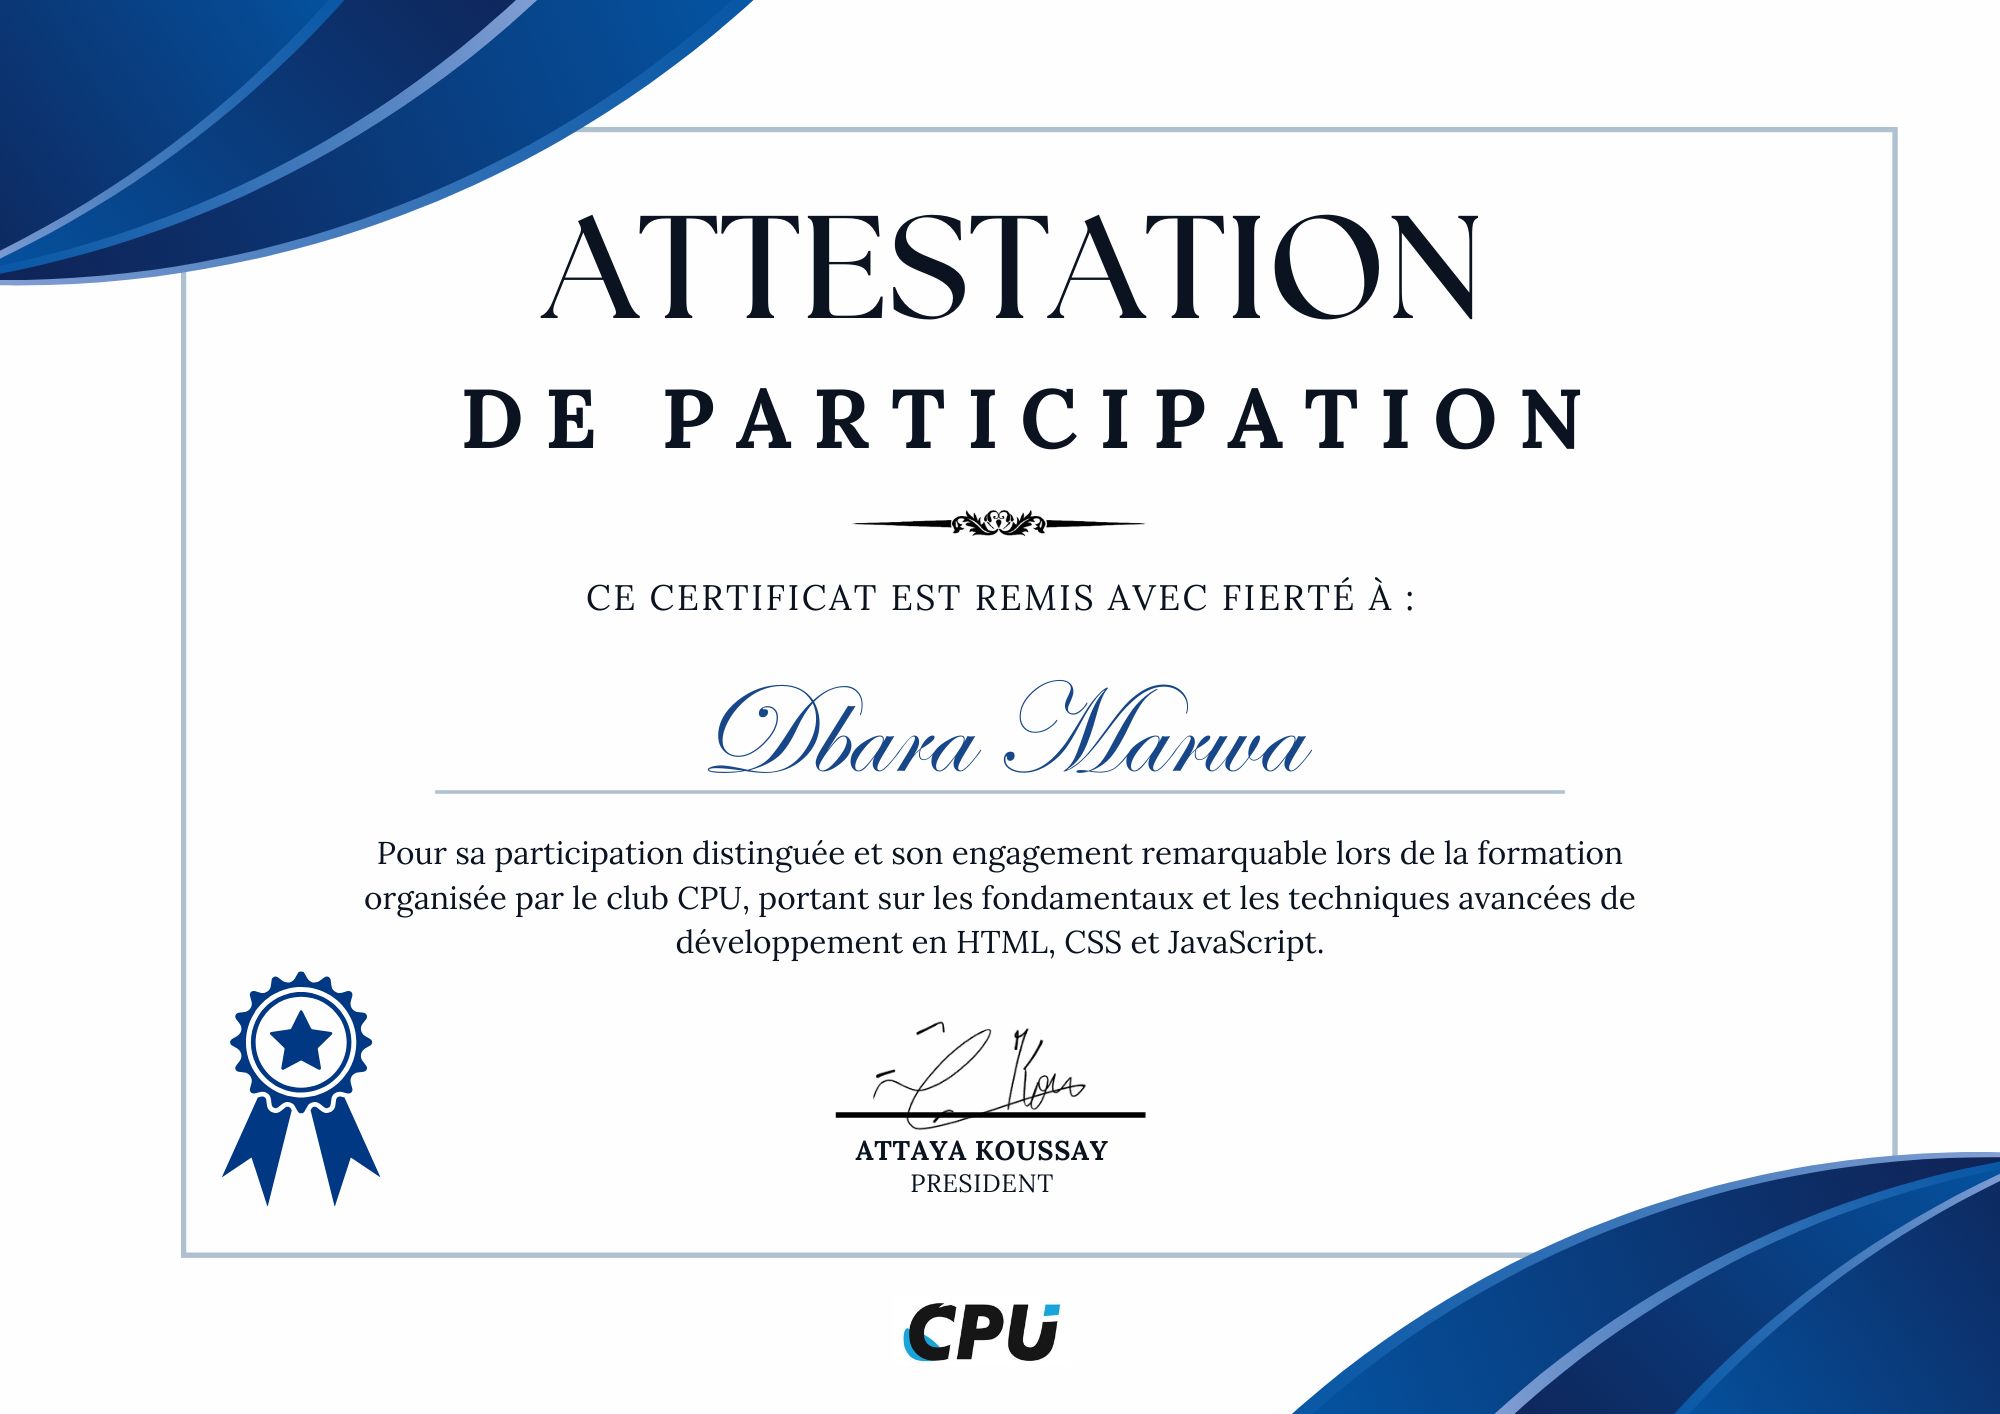 ATTESTATION
DE PARTICIPATION
CE CERTIFICAT EST REMIS AVEC FIERTÉ À :
Dbara Marwa
Pour sa participation distinguée et son engagement remarquable lors de la formation
organisée par le club CPU, portant sur les fondamentaux et les techniques avancées de
développement en HTML, CSS et JavaScript.
ATTAYA KOUSSAY
PRESIDENT
CPU